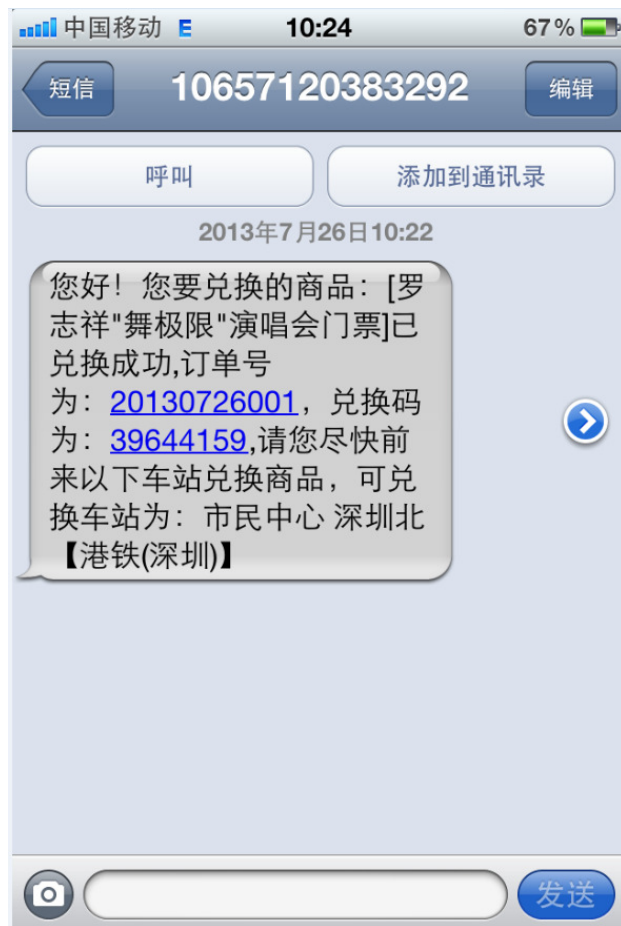 中国移动 E 10:24 67%
短信 10657120383292 编辑
呼叫 添加到通讯录
2013年7月26日10:22
您好！您要兑换的商品：[罗
志祥"舞极限"演唱会门票]已
兑换成功,订单号
为：20130726001，兑换码
为：39644159,请您尽快前
来以下车站兑换商品，可兑
换车站为：市民中心 深圳北
【港铁(深圳)】
发送